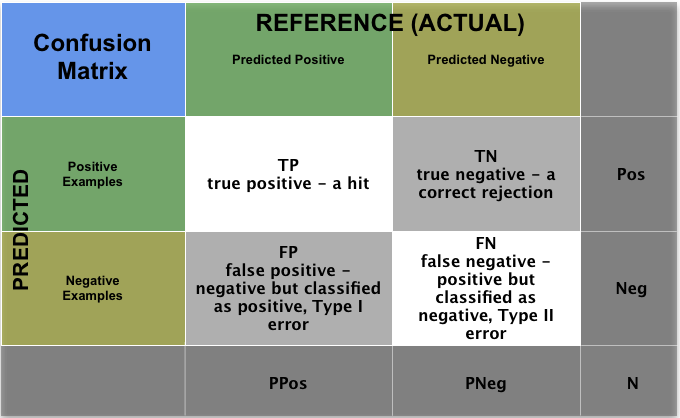 REFERENCE (ACTUAL)
Confusion
Matrix
Predicted Positive
Predicted Negative
PREDICTED
Positive
Examples
TP
true positive – a hit
TN
true negative – a
correct rejection
Pos
Negative
Examples
FP
false positive –
negative but classified
as positive, Type I
error
FN
false negative –
positive but
classified as
negative, Type II
error
Neg
PPos
PNeg
N